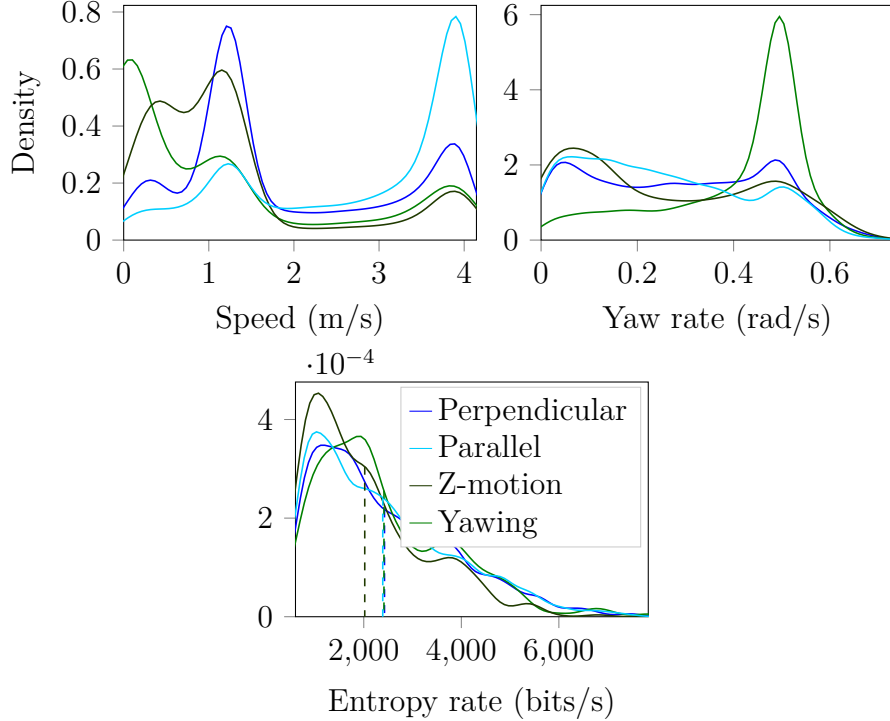 0.8
0.6
0.4
0.2
0
Density
0 1 2 3 4
Speed (m/s)
6
4
2
0
0 0.2 0.4 0.6
Yaw rate (rad/s)
·10⁻⁴
4
2
0
Perpendicular
Parallel
Z-motion
Yawing
2,000 4,000 6,000
Entropy rate (bits/s)